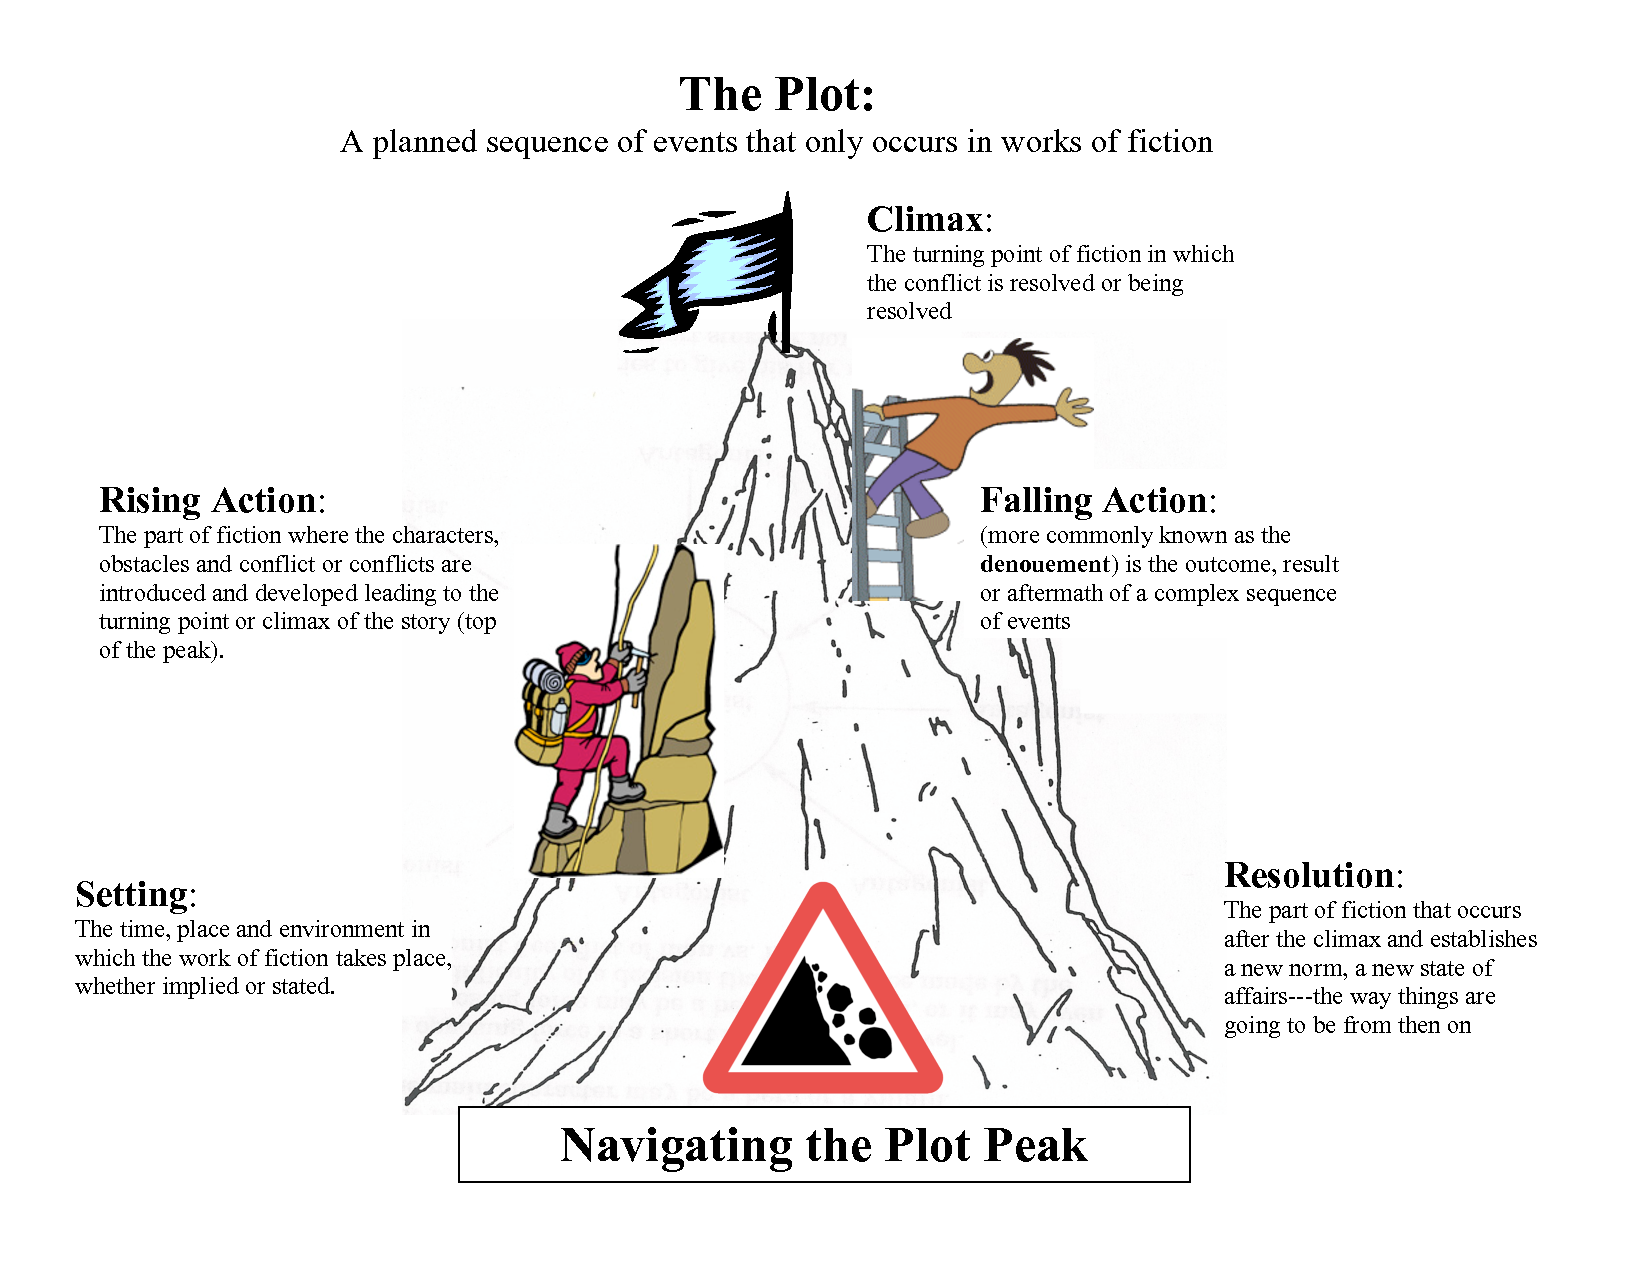 The Plot:
A planned sequence of events that only occurs in works of fiction
Climax:
The turning point of fiction in which
the conflict is resolved or being
resolved
Rising Action:
The part of fiction where the characters,
obstacles and conflict or conflicts are
introduced and developed leading to the
turning point or climax of the story (top
of the peak).
Falling Action:
(more commonly known as the
denouement) is the outcome, result
or aftermath of a complex sequence
of events
Setting:
The time, place and environment in
which the work of fiction takes place,
whether implied or stated.
Resolution:
The part of fiction that occurs
after the climax and establishes
a new norm, a new state of
affairs---the way things are
going to be from then on
Navigating the Plot Peak